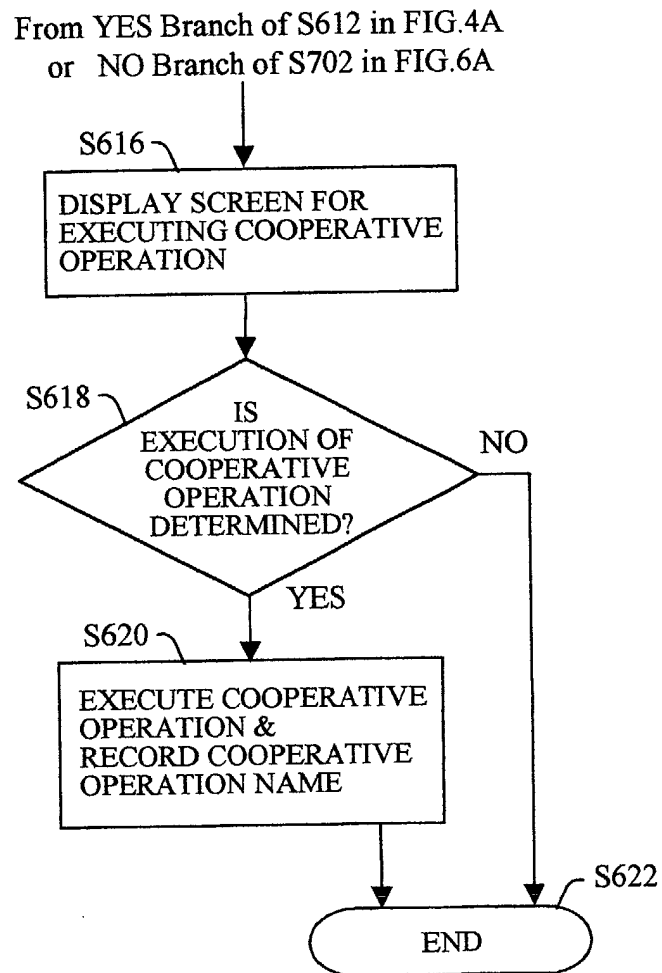 From YES Branch of S612 in FIG.4A
or NO Branch of S702 in FIG.6A
S616
DISPLAY SCREEN FOR
EXECUTING COOPERATIVE
OPERATION
S618
IS
EXECUTION OF
COOPERATIVE
OPERATION
DETERMINED?
NO
YES
S620
EXECUTE COOPERATIVE
OPERATION &
RECORD COOPERATIVE
OPERATION NAME
S622
END